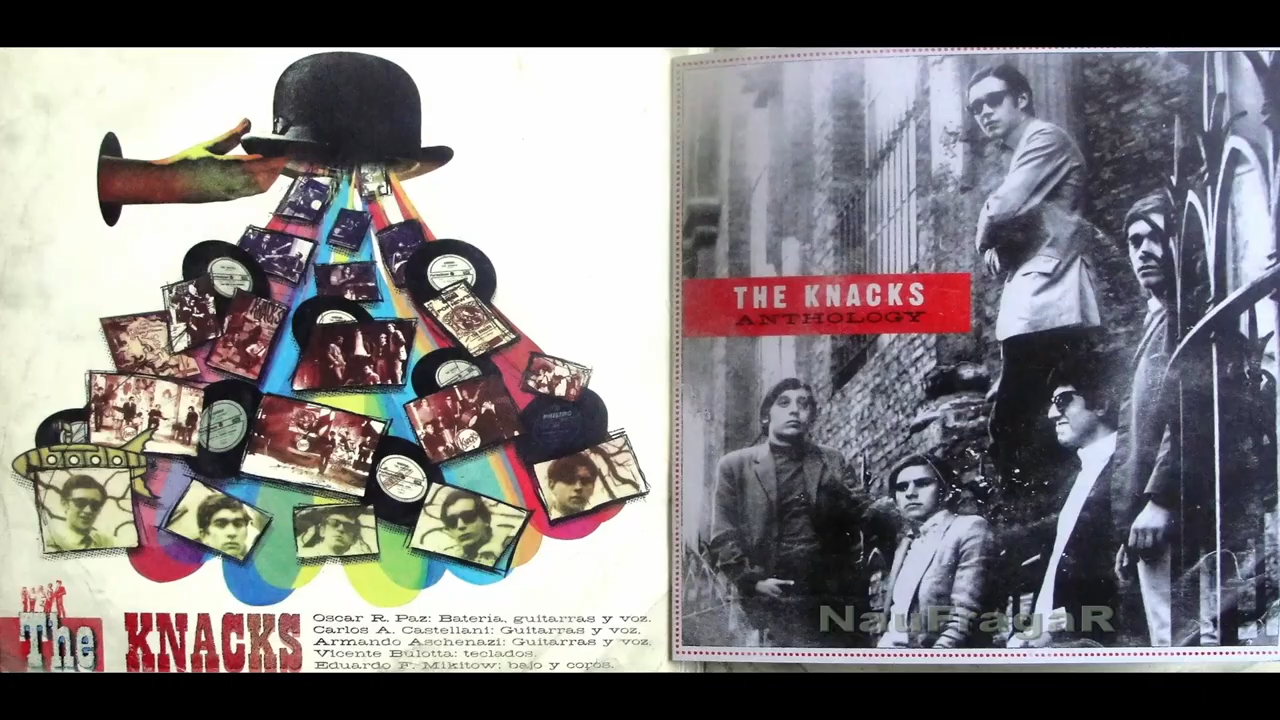 The KNACKS
Oscar R. Paz: Batería, guitarras y voz.
Carlos A. Castellani: Guitarras y voz.
Armando Aschenazi: Guitarras y voz.
Vicente Bulotta: teclados.
Eduardo F. Mikitow: bajo y coros.
THE KNACKS
ANTHOLOGY
NauFragaR